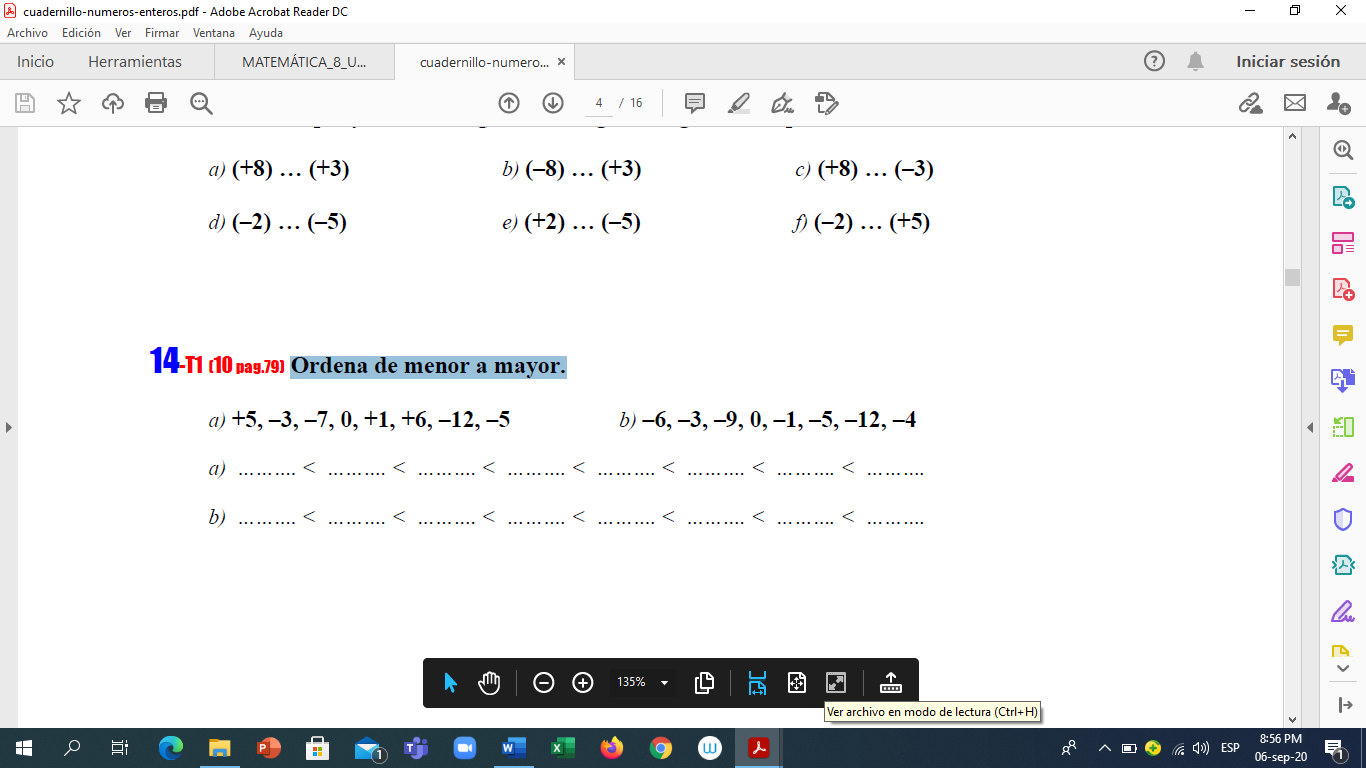 cuadernillo-numeros-enteros.pdf - Adobe Acrobat Reader DC
Archivo Edición Ver Firmar Ventana Ayuda
Inicio Herramientas MATEMÁTICA_8_U... cuadernillo-numero... × Iniciar sesión
4 / 16
a) (+8) … (+3) b) (–8) … (+3) c) (+8) … (–3)
d) (–2) … (–5) e) (+2) … (–5) f) (–2) … (+5)
14-T1 (10 pag.79) Ordena de menor a mayor.
a) +5, –3, –7, 0, +1, +6, –12, –5 b) –6, –3, –9, 0, –1, –5, –12, –4
a) ………. < ………. < ………. < ………. < ………. < ………. < ………. < ……….
b) ………. < ………. < ………. < ………. < ………. < ………. < ………. < ……….
135%
Ver archivo en modo de lectura (Ctrl+H)
1 ESP 8:56 PM
06-sep-20 1